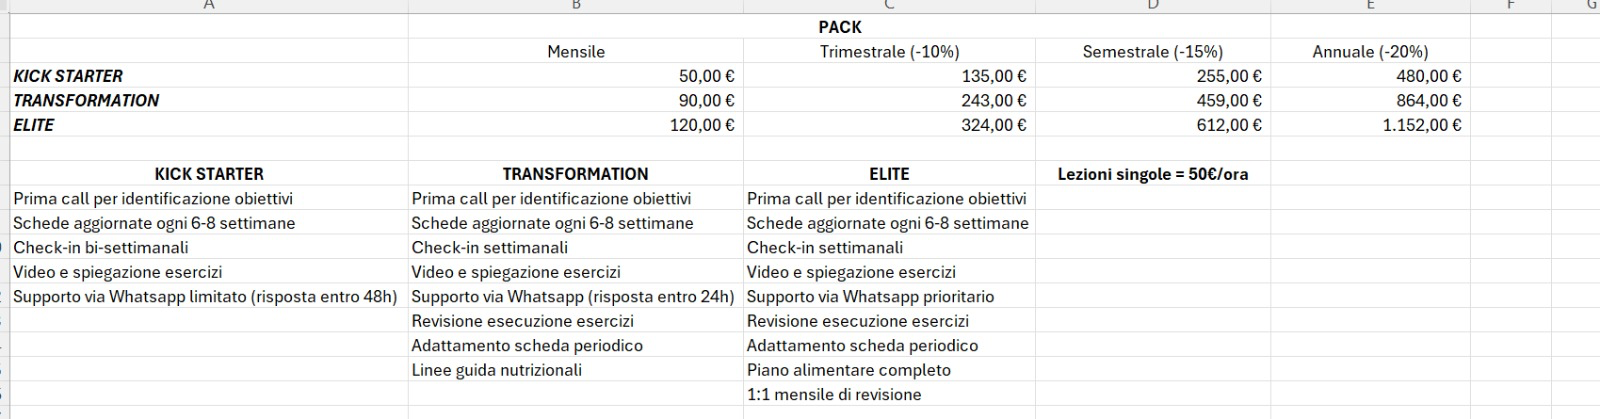 A B C D E F G
PACK
Mensile Trimestrale (-10%) Semestrale (-15%) Annuale (-20%)
KICK STARTER 50,00 € 135,00 € 255,00 € 480,00 €
TRANSFORMATION 90,00 € 243,00 € 459,00 € 864,00 €
ELITE 120,00 € 324,00 € 612,00 € 1.152,00 €
KICK STARTER TRANSFORMATION ELITE Lezioni singole = 50€/ora
Prima call per identificazione obiettivi Prima call per identificazione obiettivi Prima call per identificazione obiettivi
Schede aggiornate ogni 6-8 settimane Schede aggiornate ogni 6-8 settimane Schede aggiornate ogni 6-8 settimane
Check-in bi-settimanali Check-in settimanali Check-in settimanali
Video e spiegazione esercizi Video e spiegazione esercizi Video e spiegazione esercizi
Supporto via Whatsapp limitato (risposta entro 48h) Supporto via Whatsapp (risposta entro 24h) Supporto via Whatsapp prioritario
Revisione esecuzione esercizi Revisione esecuzione esercizi
Adattamento scheda periodico Adattamento scheda periodico
Linee guida nutrizionali Piano alimentare completo
1:1 mensile di revisione